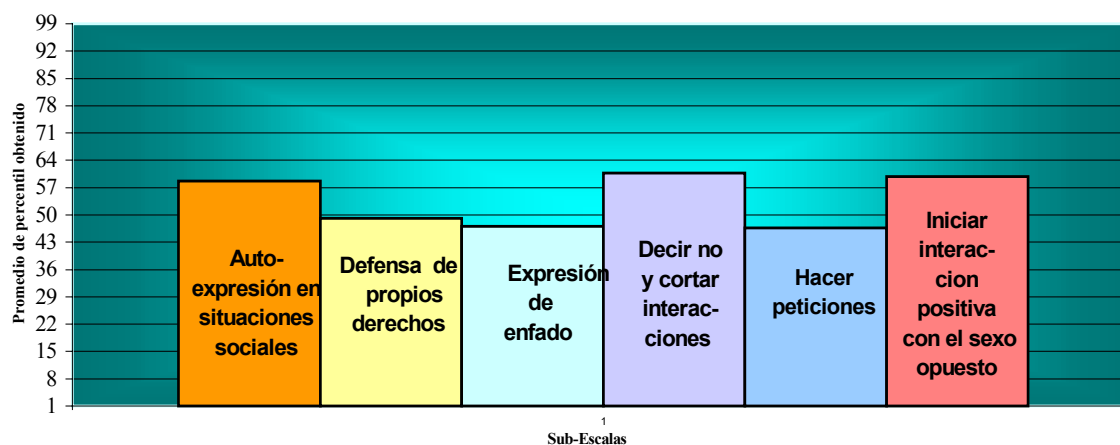 99
92
85
78
71
64
57
50
43
36
29
22
15
8
1
Promedio de percentil obtenido
Auto-
expresión en
situaciones
sociales
Defensa de
propios
derechos
Expresión
de
enfado
Decir no
y cortar
interac-
ciones
Hacer
peticiones
Iniciar
interac-
ccion
positiva
con el sexo
opuesto
1
Sub-Escalas